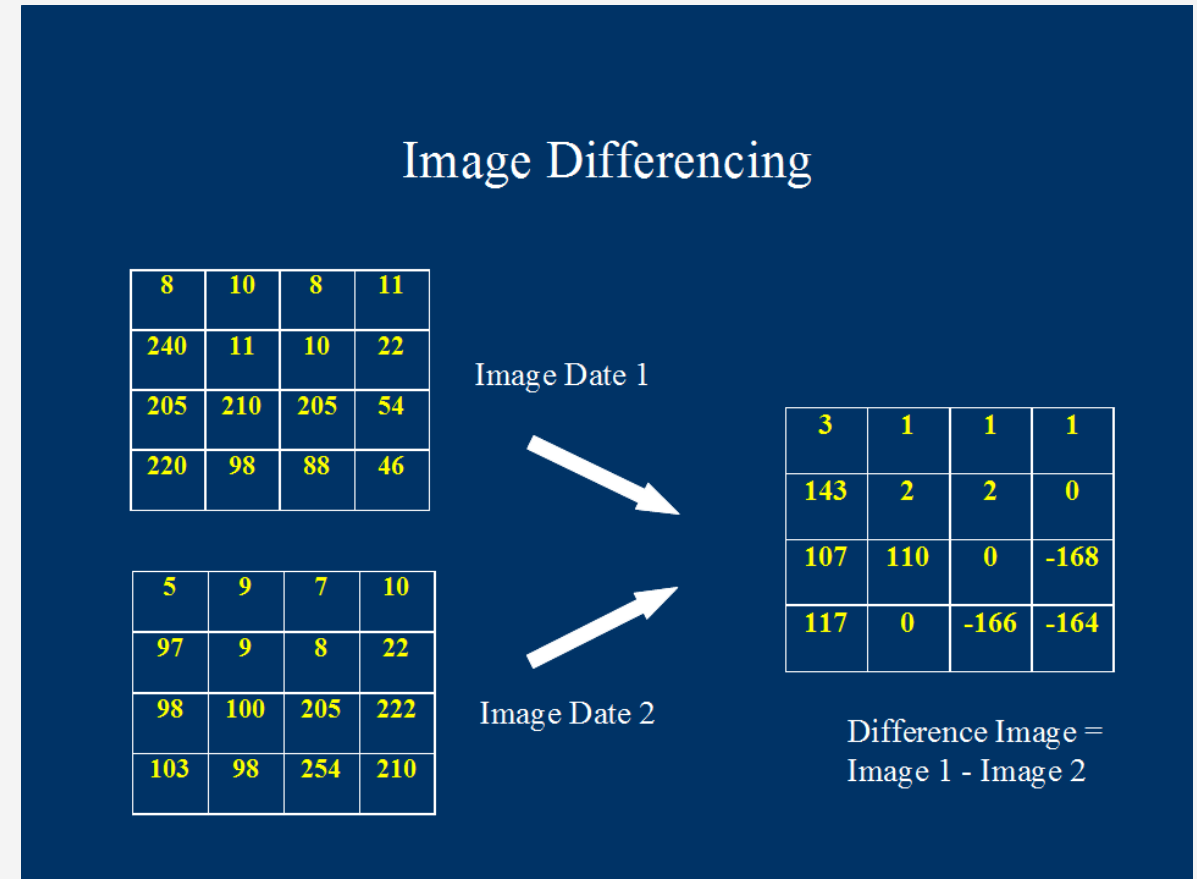 Image Differencing
8 10 8 11
240 11 10 22
205 210 205 54
220 98 88 46
Image Date 1
5 9 7 10
97 9 8 22
98 100 205 222
103 98 254 210
Image Date 2
3 1 1 1
143 2 2 0
107 110 0 -168
117 0 -166 -164
Difference Image =
Image 1 - Image 2